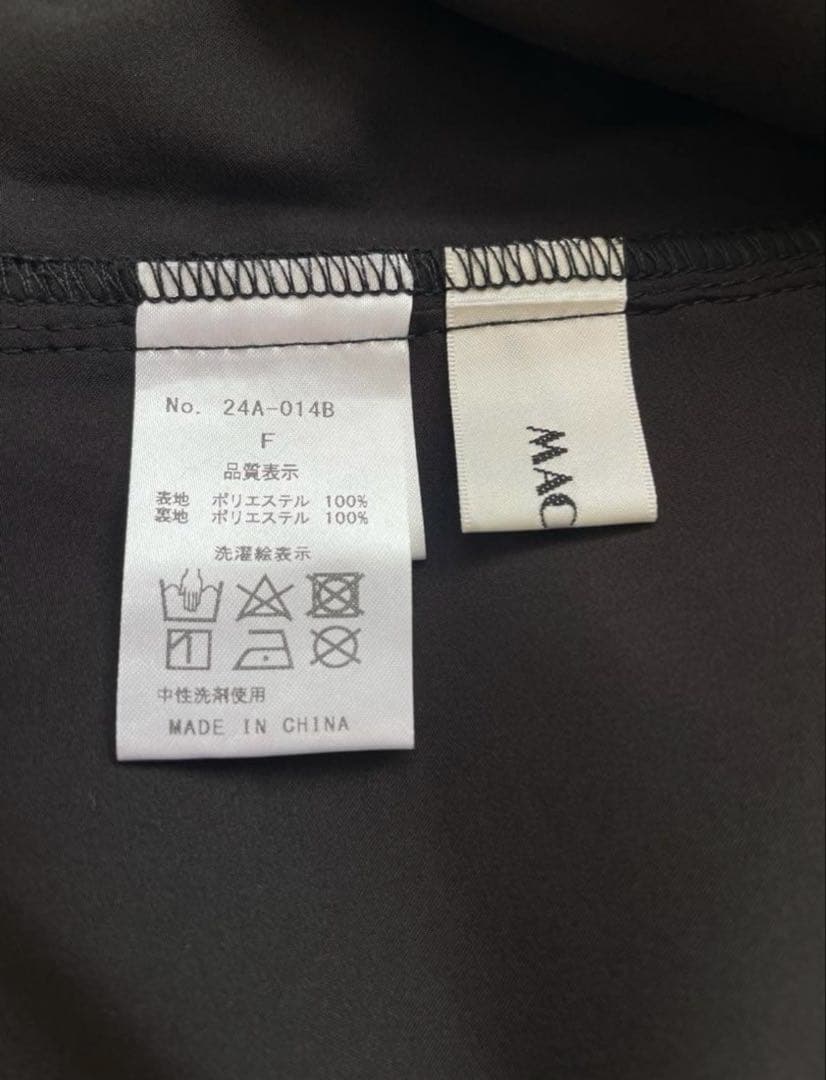 No. 24A-014B
F
品質表示
表地 ポリエステル 100%
裏地 ポリエステル 100%
洗濯絵表示
中性洗剤使用
MADE IN CHINA
MAC